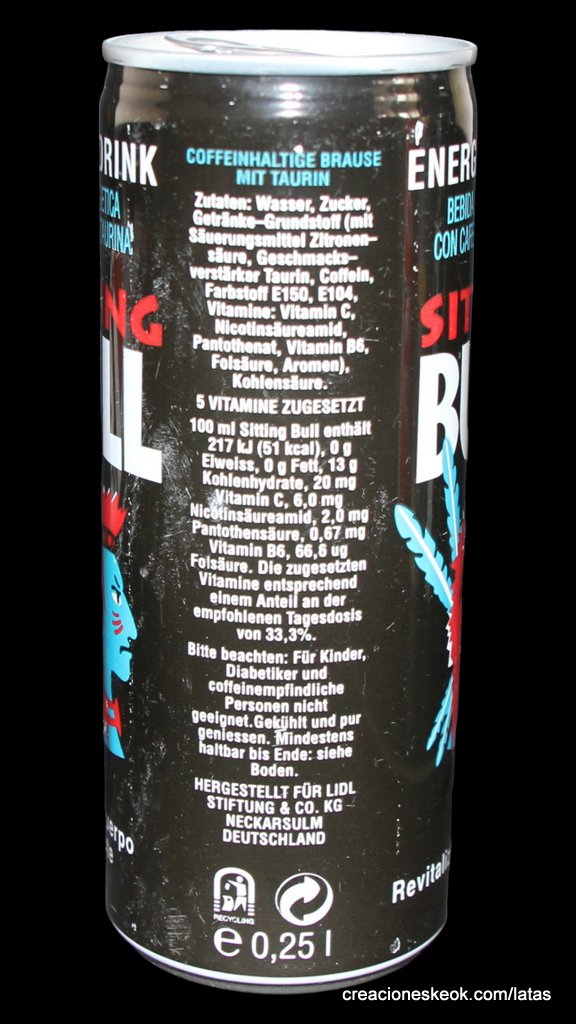 DRINK
COFFEINHALTIGE BRAUSE
MIT TAURIN
Zutaten: Wasser, Zucker,
Getränke–Grundstoff (mit
Säuerungsmittel Zitronen–
säure, Geschmacks–
verstärker Taurin, Coffein,
Farbstoff E150, E104,
Vitamine: Vitamin C,
Nicotinsäureamid,
Pantothenat, Vitamin B6,
Folsäure, Aromen),
Kohlensäure.
5 VITAMINE ZUGESETZT
100 ml Sitting Bull enthält
217 kJ (51 kcal), 0 g
Eiweiss, 0 g Fett, 13 g
Kohlenhydrate, 20 mg
Vitamin C, 6,0 mg
Nicotinsäureamid, 2,0 mg
Pantothensäure, 0,67 mg
Vitamin B6, 66,6 ug
Folsäure. Die zugesetzten
Vitamine entsprechend
einem Anteil an der
empfohlenen Tagesdosis
von 33,3%.
Bitte beachten: Für Kinder,
Diabetiker und
coffeinempfindliche
Personen nicht
geeignet.Gekühlt und pur
geniessen. Mindestens
haltbar bis Ende: siehe
Boden.
HERGESTELLT FÜR LIDL
STIFTUNG & CO. KG
NECKARSULM
DEUTSCHLAND
RECYCLING
e 0,25 l
ETICA
AURINA
NG
LL
erpo
e
ENERG
BEBIDA
CON CAFE
SIT
BU
Revitali
creacioneskeok.com/latas